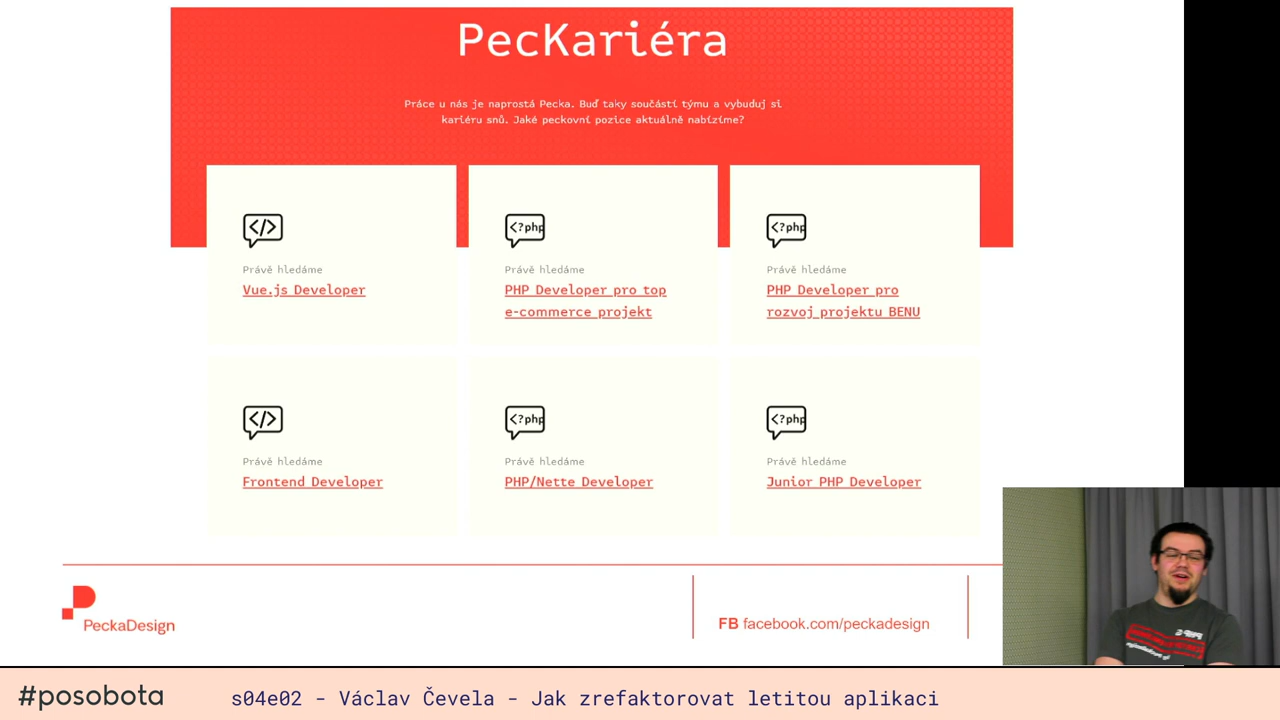 PecKariéra
Práce u nás je naprostá Pecka. Buď taky součástí týmu a vybuduj si
kariéru snů. Jaké peckovní pozice aktuálně nabízíme?
</>
Právě hledáme
Vue.js Developer
<?php
Právě hledáme
PHP Developer pro top
e-commerce projekt
<?php
Právě hledáme
PHP Developer pro
rozvoj projektu BENU
</>
Právě hledáme
Frontend Developer
<?php
Právě hledáme
PHP/Nette Developer
<?php
Právě hledáme
Junior PHP Developer
PeckaDesign
FB facebook.com/peckadesign
#posobota
s04e02 - Václav Čevela - Jak zrefaktorovat letitou aplikaci